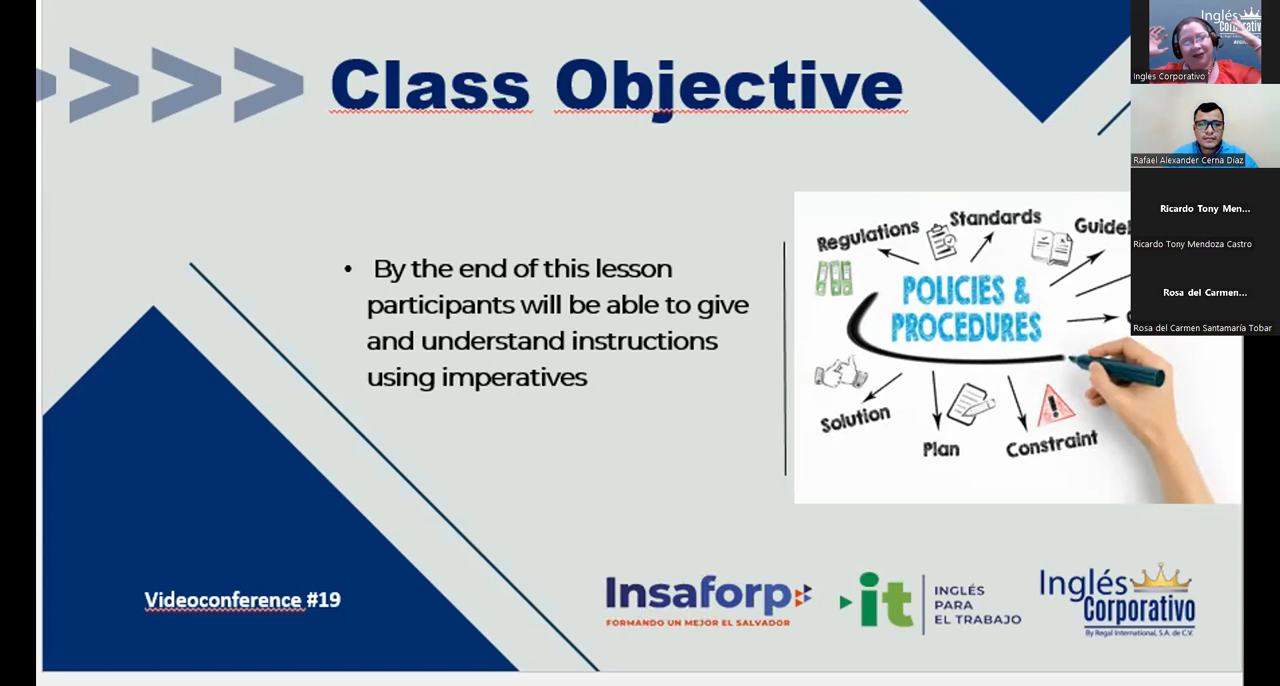 Class Objective
• By the end of this lesson
participants will be able to give
and understand instructions
using imperatives
Regulations
Standards
POLICIES &
PROCEDURES
Solution
Plan
Constraint
Videoconference #19
Insaforp
FORMANDO UN MEJOR EL SALVADOR
it
INGLÉS
PARA
EL TRABAJO
Inglés
Corporativo
By Regal International, S.A. de C.V.
Inglés
Corporativo
Ingles Corporativo
Rafael Alexander Cerna Díaz
Ricardo Tony Men...
Ricardo Tony Mendoza Castro
Rosa del Carmen...
Rosa del Carmen Santamaría Tobar